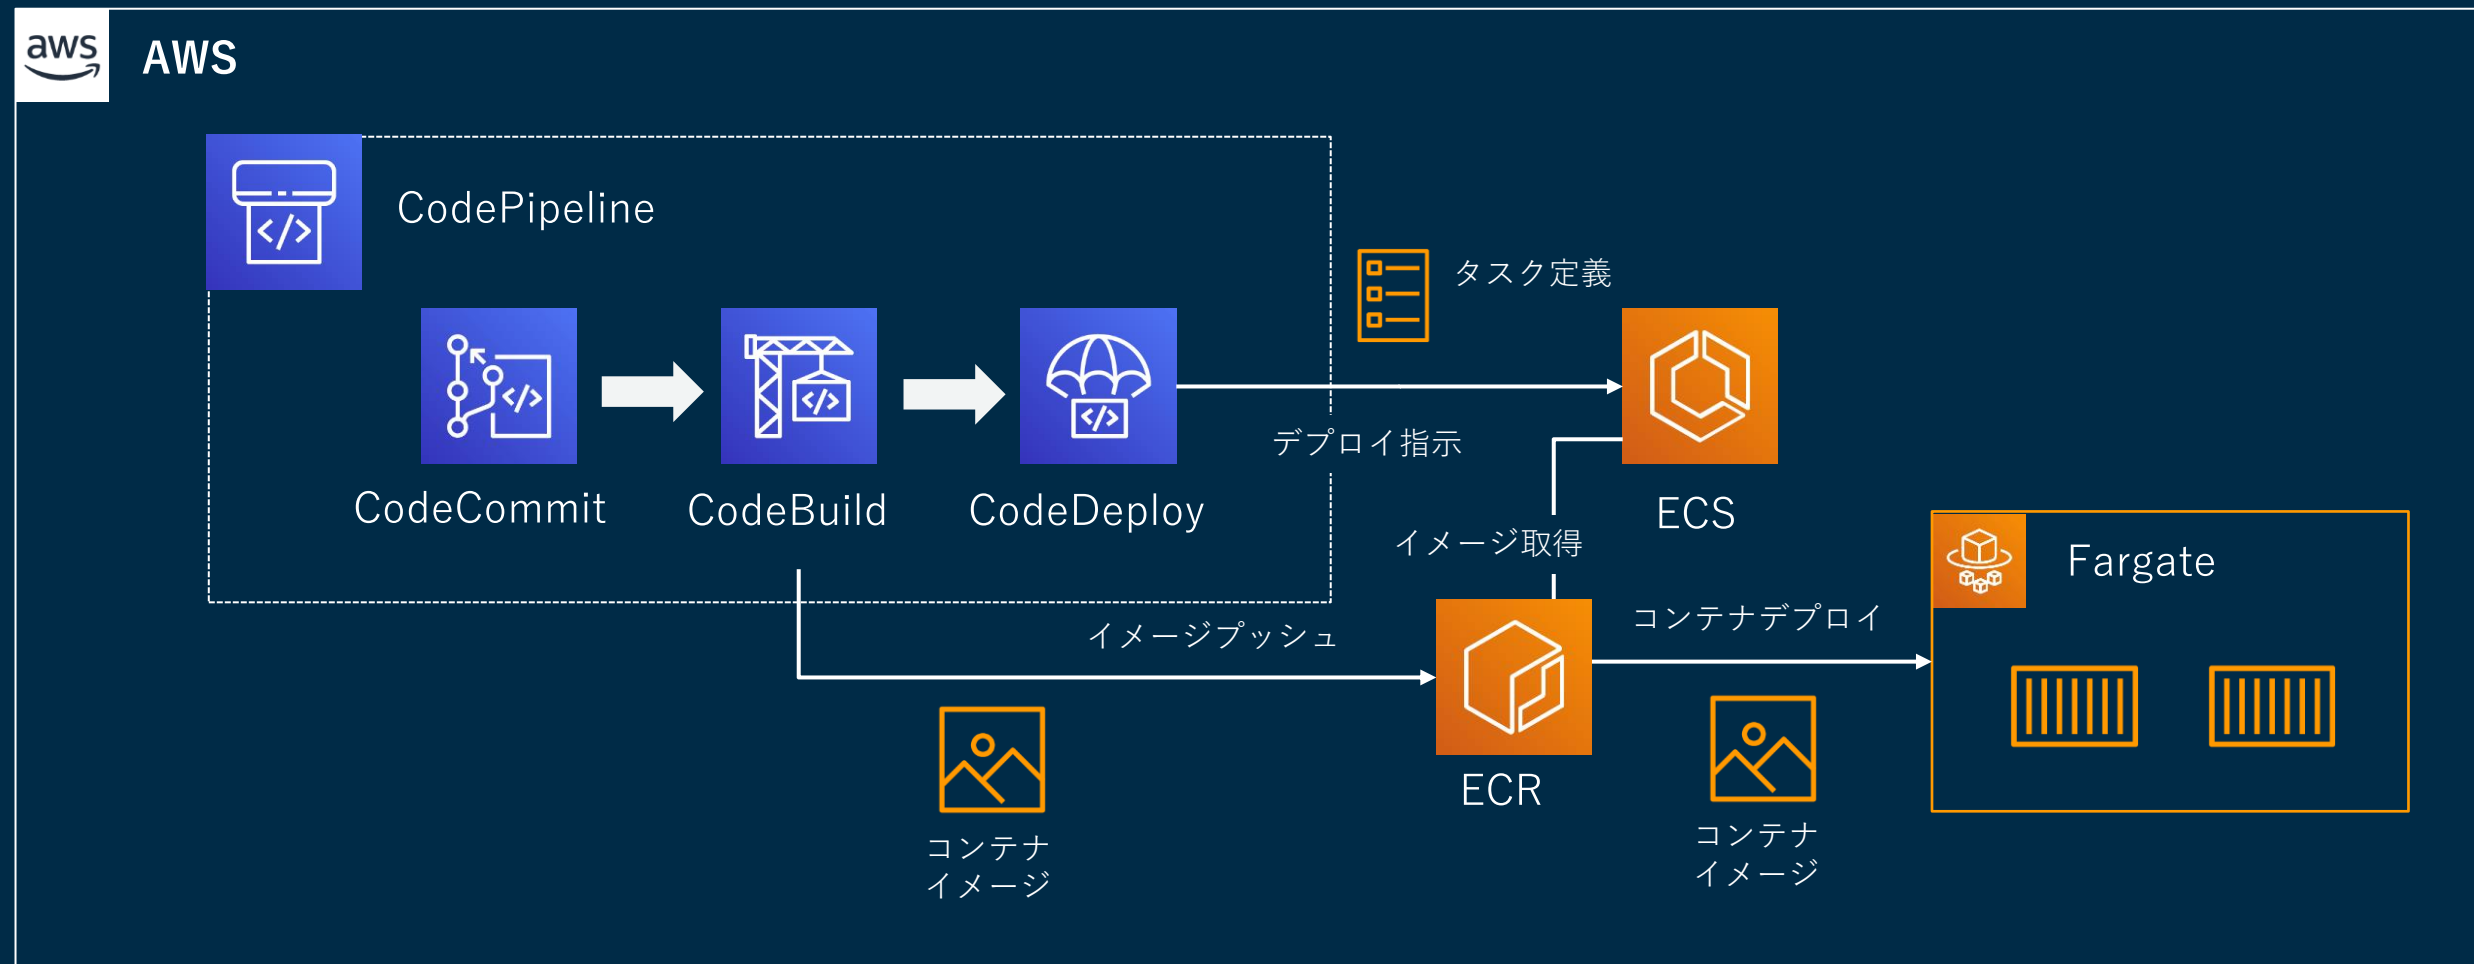 aws
AWS
CodePipeline
タスク定義
デプロイ指示
CodeCommit
CodeBuild
CodeDeploy
ECS
イメージ取得
Fargate
イメージプッシュ
コンテナデプロイ
ECR
コンテナ
イメージ
コンテナ
イメージ